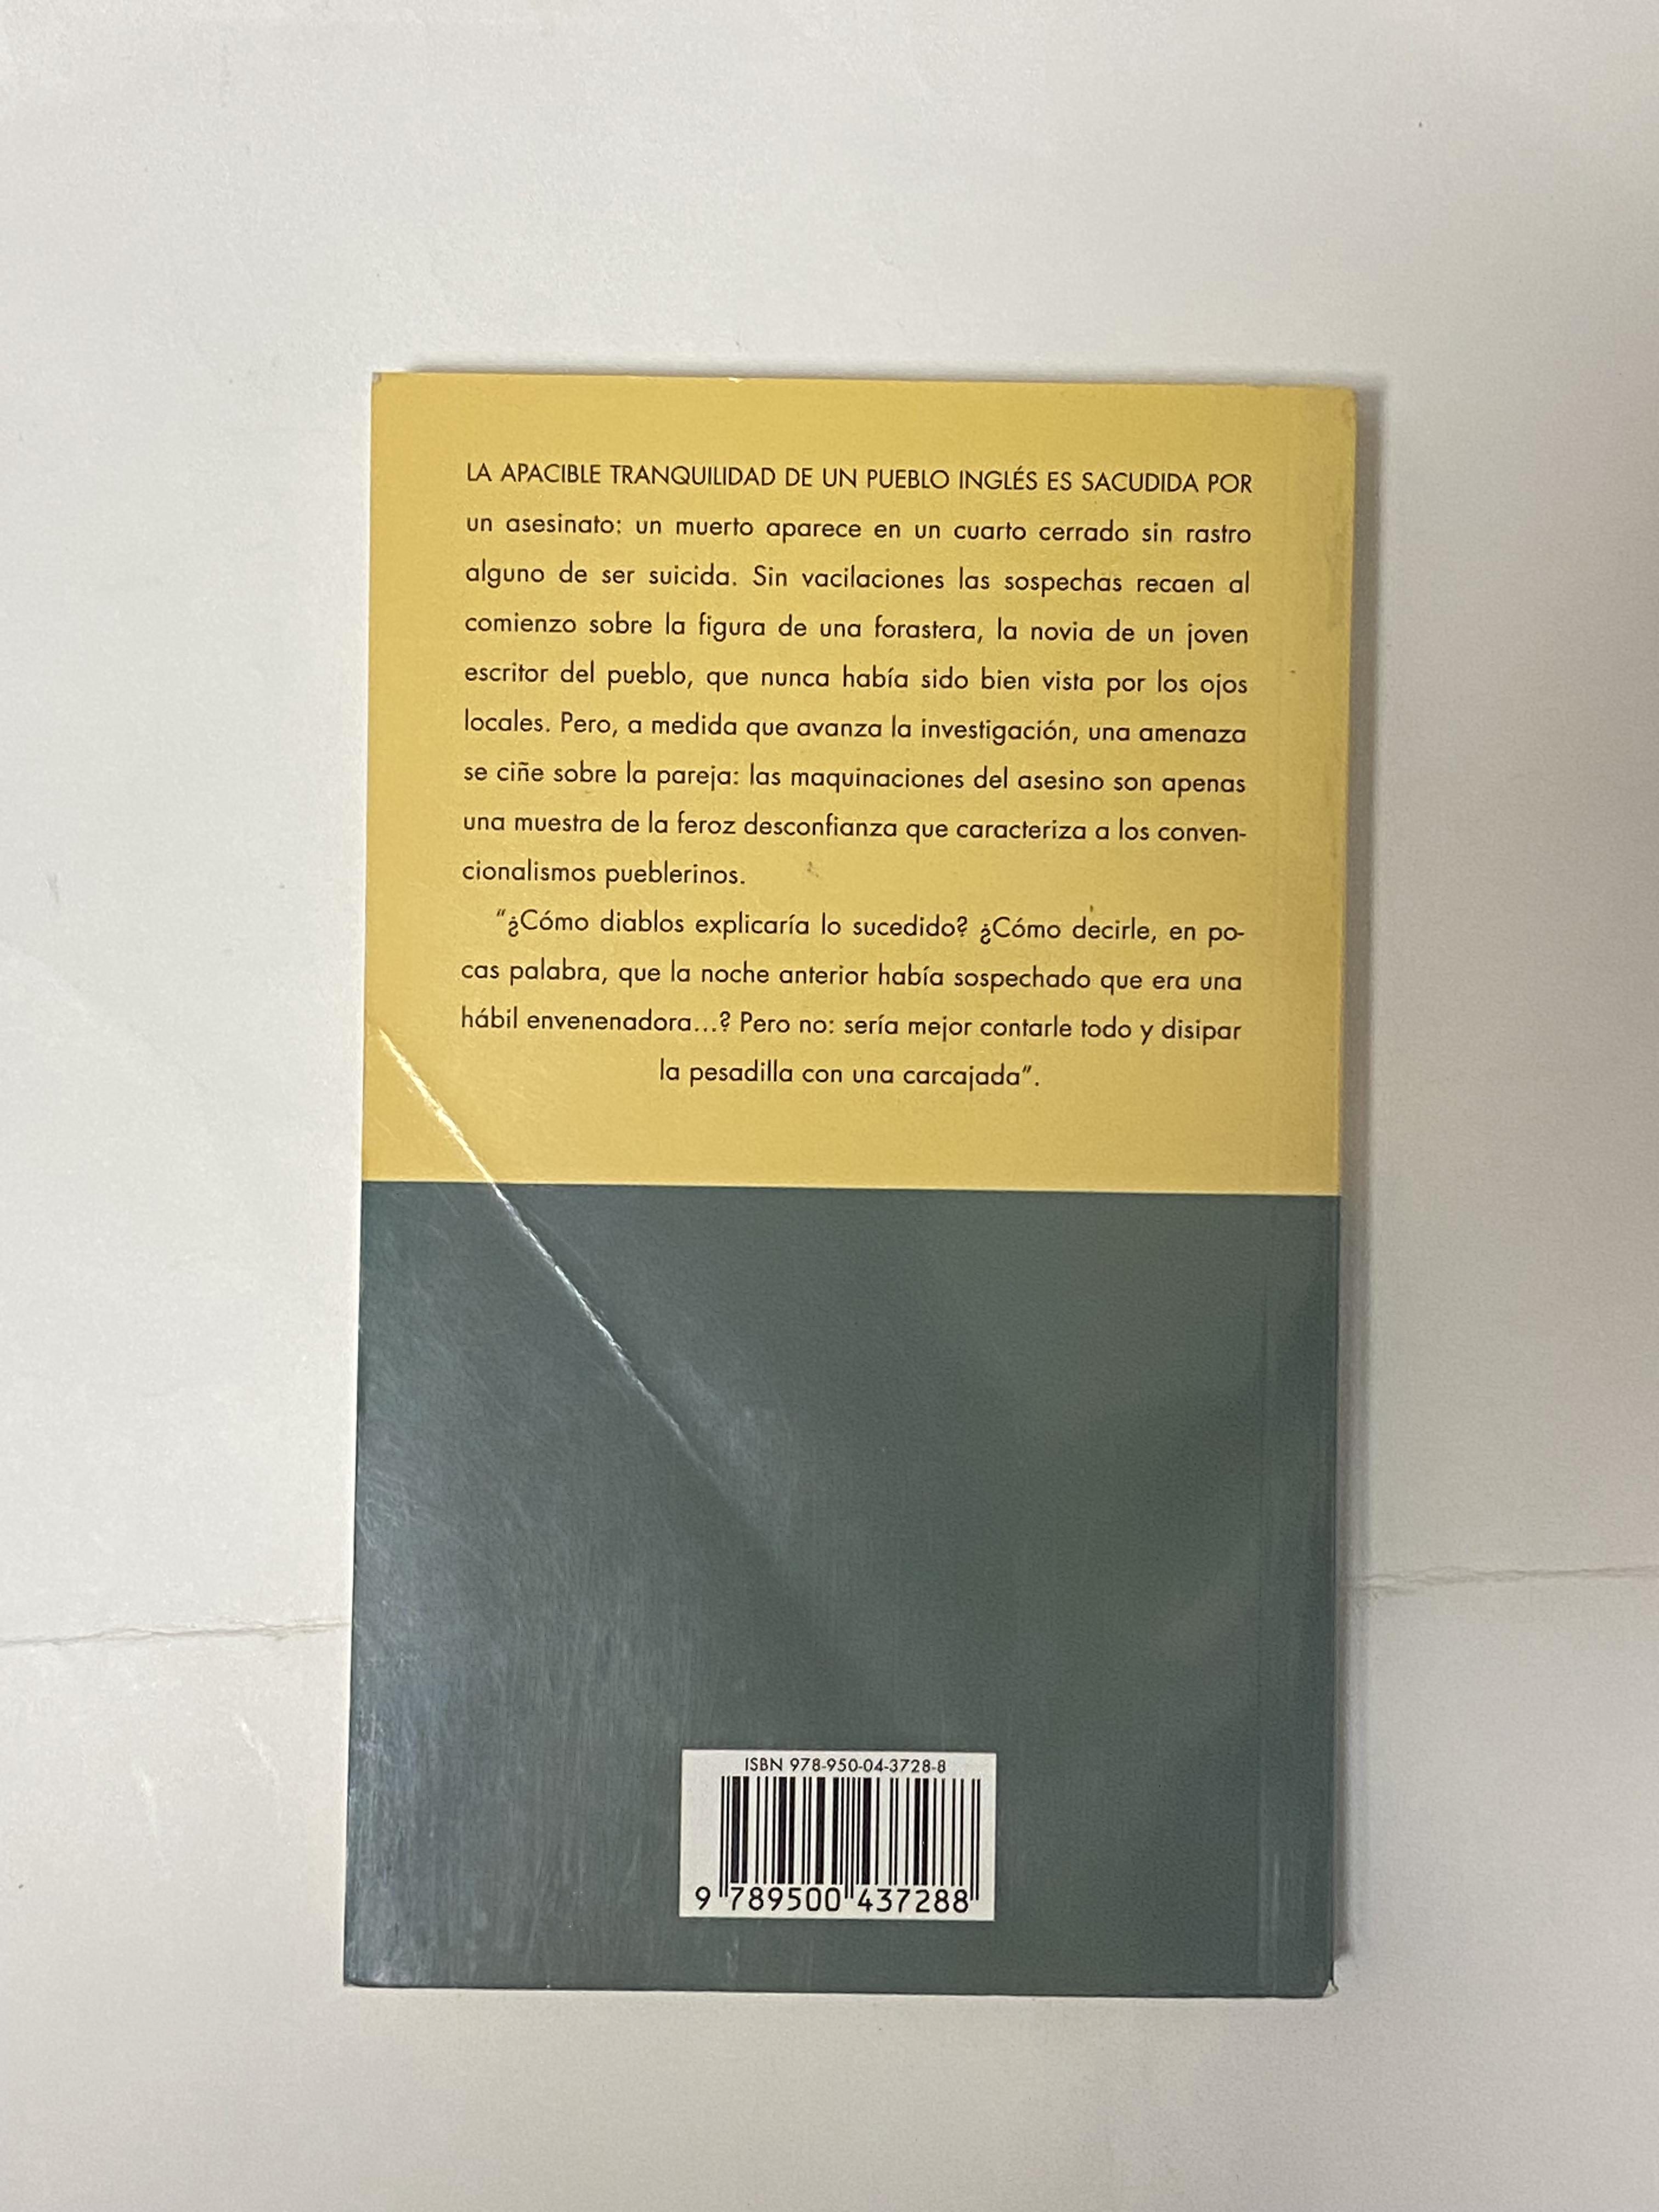 LA APACIBLE TRANQUILIDAD DE UN PUEBLO INGLÉS ES SACUDIDA POR
un asesinato: un muerto aparece en un cuarto cerrado sin rastro
alguno de ser suicida. Sin vacilaciones las sospechas recaen al
comienzo sobre la figura de una forastera, la novia de un joven
escritor del pueblo, que nunca había sido bien vista por los ojos
locales. Pero, a medida que avanza la investigación, una amenaza
se ciñe sobre la pareja: las maquinaciones del asesino son apenas
una muestra de la feroz desconfianza que caracteriza a los conven-
cionalismos pueblerinos.
“¿Cómo diablos explicaría lo sucedido? ¿Cómo decirle, en po-
cas palabra, que la noche anterior había sospechado que era una
hábil envenenadora...? Pero no: sería mejor contarle todo y disipar
la pesadilla con una carcajada”.
ISBN 978-950-04-3728-8
9 789500 437288